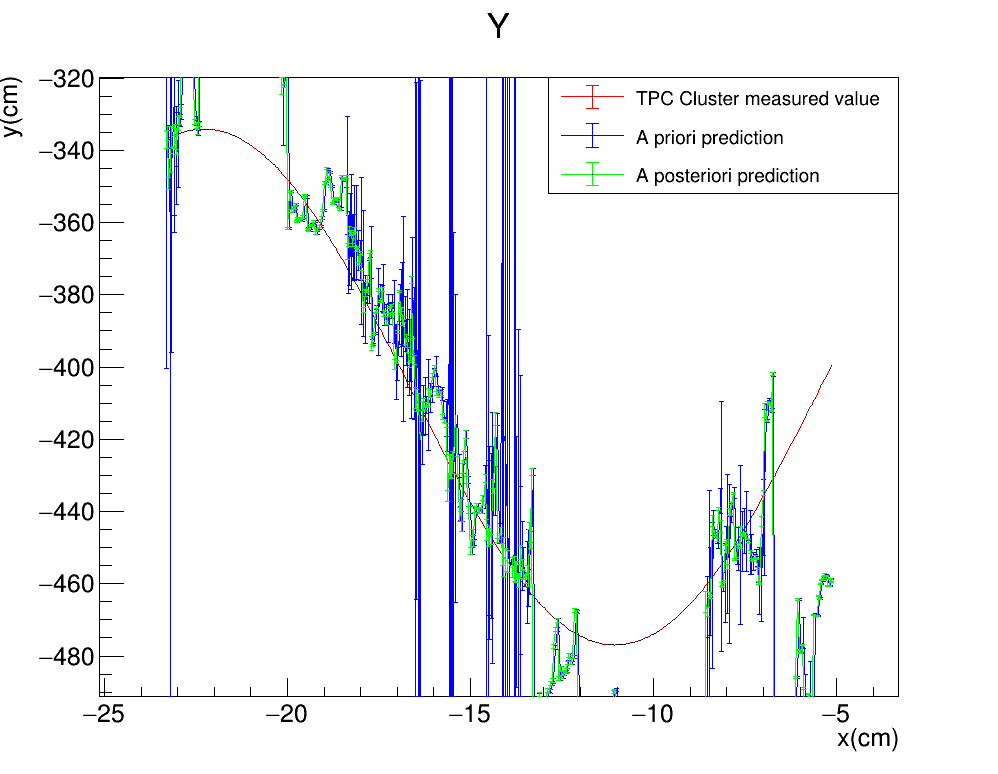 Y
y(cm)
−320
−340
−360
−380
−400
−420
−440
−460
−480
TPC Cluster measured value
A priori prediction
A posteriori prediction
−25 −20 −15 −10 −5
x(cm)